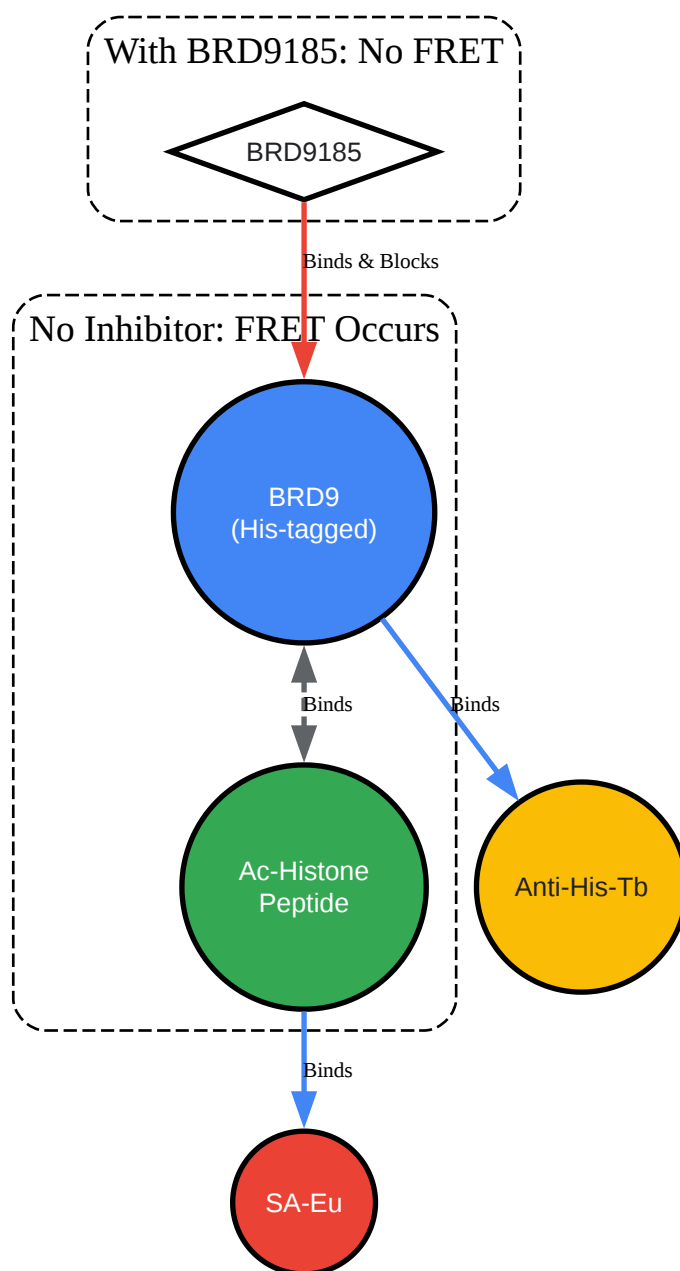 With BRD9185: No FRET
BRD9185
Binds & Blocks
No Inhibitor: FRET Occurs
BRD9
(His-tagged)
Binds
Binds
Ac-Histone
Peptide
Anti-His-Tb
Binds
SA-Eu